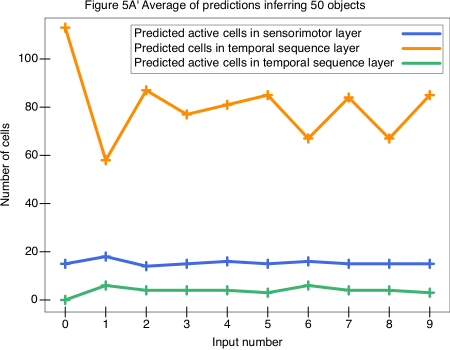 Figure 5A' Average of predictions inferring 50 objects
Predicted active cells in sensorimotor layer
Predicted cells in temporal sequence layer
Predicted active cells in temporal sequence layer
Number of cells
100
80
60
40
20
0
0 1 2 3 4 5 6 7 8 9
Input number